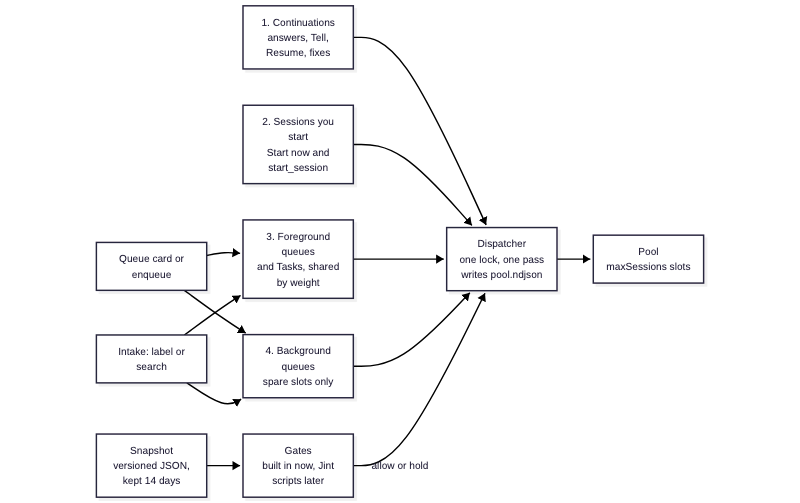 1. Continuations
answers, Tell,
Resume, fixes
2. Sessions you
start
Start now and
start_session
3. Foreground
queues
and Tasks, shared
by weight
Queue card or
enqueue
Dispatcher
one lock, one pass
writes pool.ndjson
Pool
maxSessions slots
Intake: label or
search
4. Background
queues
spare slots only
Snapshot
versioned JSON,
kept 14 days
Gates
built in now, Jint
scripts later
allow or hold